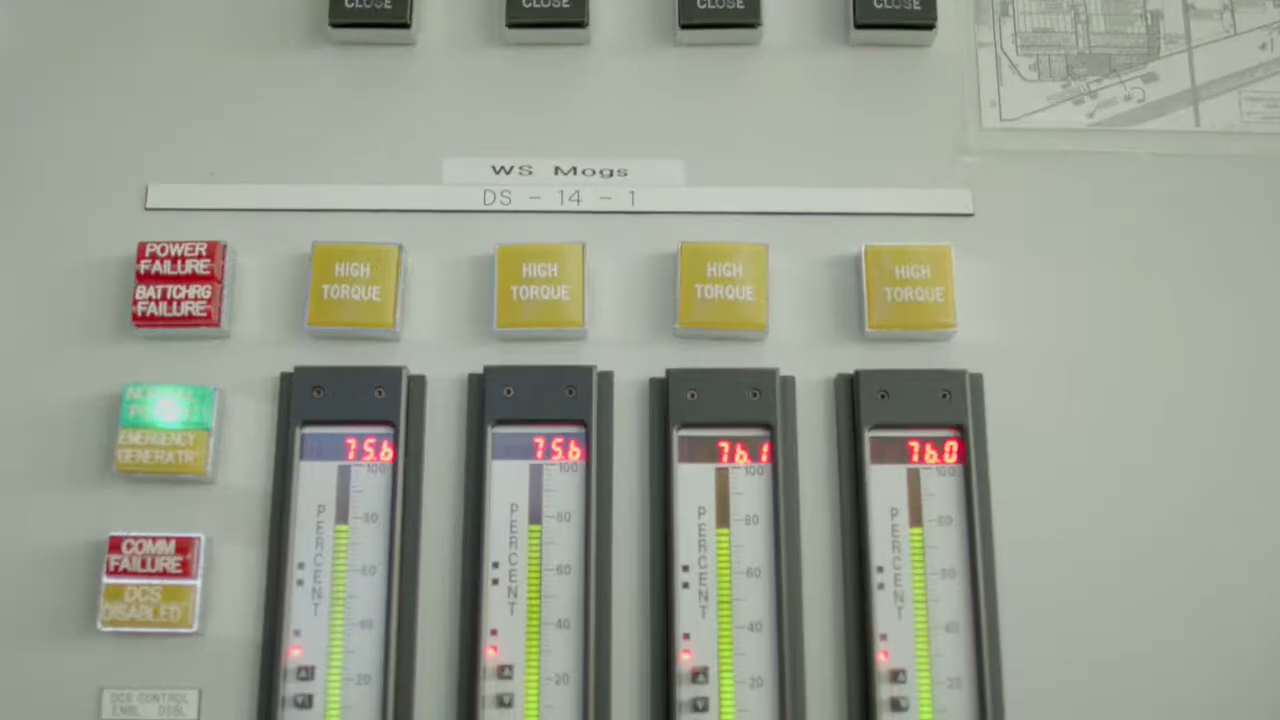 CLOSE CLOSE CLOSE CLOSE
WS Mogs
DS - 14 - 1
POWER
FAILURE
BATTCHRG
FAILURE
HIGH
TORQUE
HIGH
TORQUE
HIGH
TORQUE
HIGH
TORQUE
NORMAL
EMERGENCY
GENERATR
COMM
FAILURE
DCS
DISABLED
DCS CONTROL
ENBL DSBL
75.6
100
80
60
40
20
PERCENT
75.6
100
80
60
40
20
PERCENT
76.1
100
80
60
40
20
PERCENT
76.0
100
80
60
40
20
PERCENT